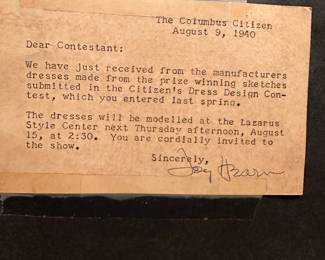 The Columbus Citizen
August 9, 1940
Dear Contestant:
We have just received from the manufacturers
dresses made from the prize winning sketches
submitted in the Citizen's Dress Design Con-
test, which you entered last spring.
The dresses will be modelled at the Lazarus
Style Center next Thursday afternoon, August
15, at 2:30. You are cordially invited to
the show.
Sincerely,